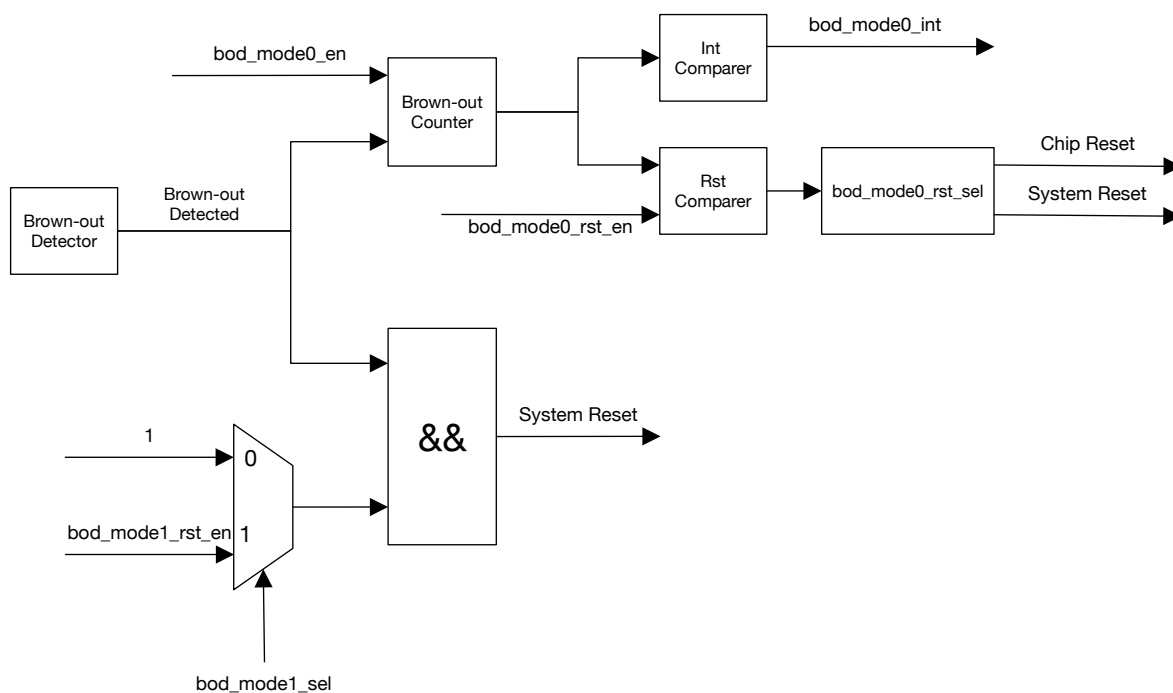 bod_mode0_en
Brown-out
Counter
Int
Comparer
bod_mode0_int
Brown-out
Detector
Brown-out
Detected
bod_mode0_rst_en
Rst
Comparer
bod_mode0_rst_sel
Chip Reset
System Reset
&&
System Reset
1
0
bod_mode1_rst_en
1
bod_mode1_sel